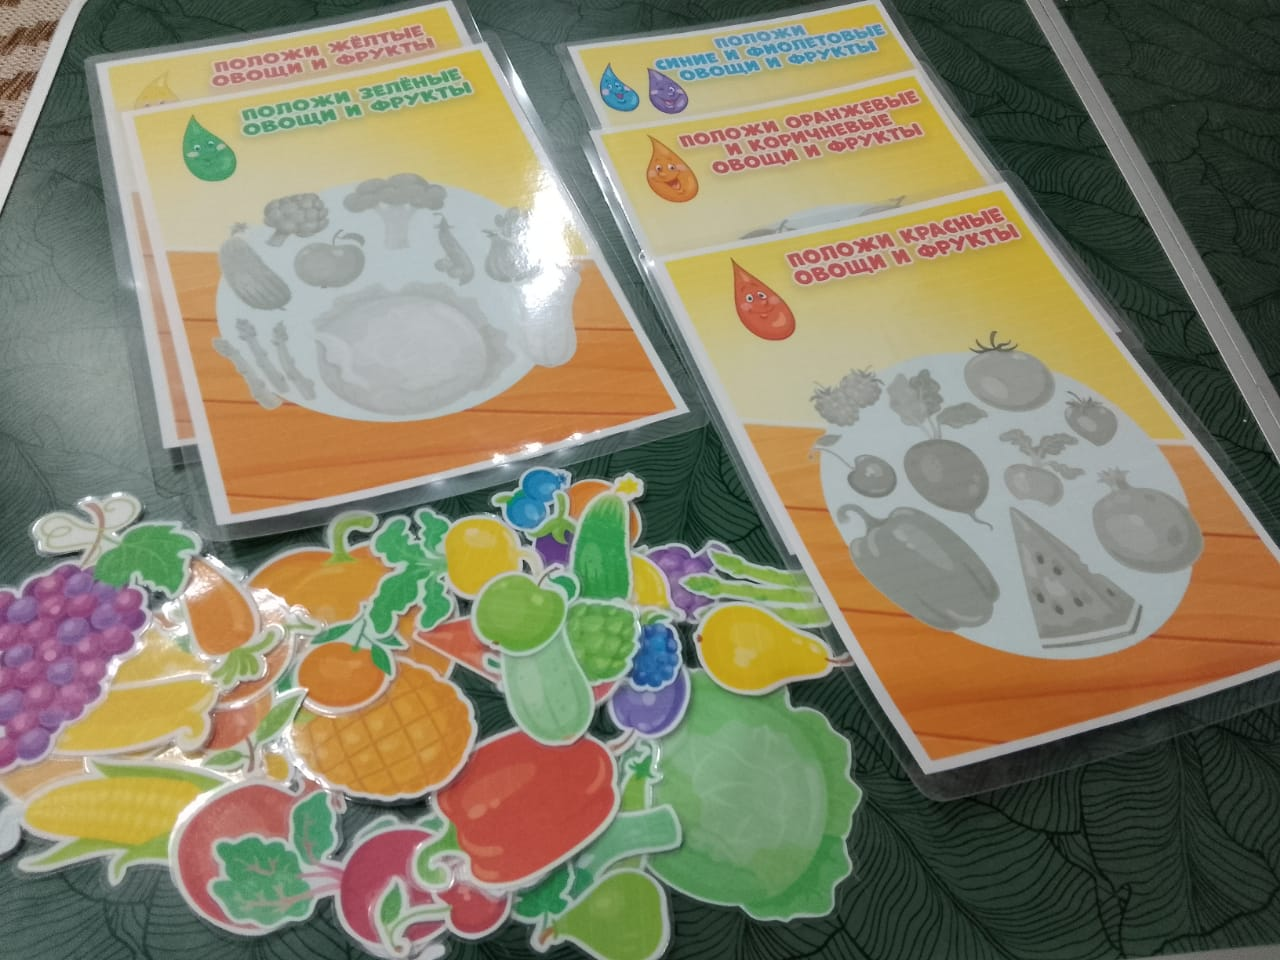 ПОЛОЖИ ЖЁЛТЫЕ
ОВОЩИ И ФРУКТЫ
ПОЛОЖИ ЗЕЛЁНЫЕ
ОВОЩИ И ФРУКТЫ
ПОЛОЖИ
СИНИЕ И ФИОЛЕТОВЫЕ
ОВОЩИ И ФРУКТЫ
ПОЛОЖИ ОРАНЖЕВЫЕ
И КОРИЧНЕВЫЕ
ОВОЩИ И ФРУКТЫ
ПОЛОЖИ КРАСНЫЕ
ОВОЩИ И ФРУКТЫ